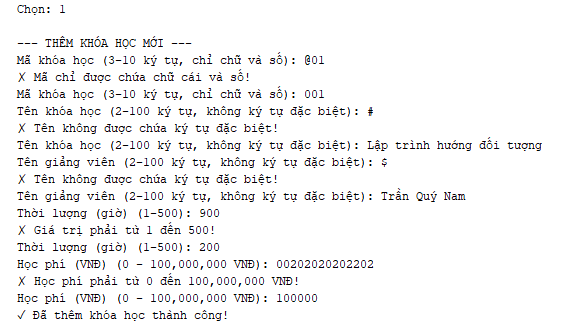 Chọn: 1
--- THÊM KHÓA HỌC MỚI ---
Mã khóa học (3-10 ký tự, chỉ chữ và số): @01
✗ Mã chỉ được chứa chữ cái và số!
Mã khóa học (3-10 ký tự, chỉ chữ và số): 001
Tên khóa học (2-100 ký tự, không ký tự đặc biệt): #
✗ Tên không được chứa ký tự đặc biệt!
Tên khóa học (2-100 ký tự, không ký tự đặc biệt): Lập trình hướng đối tượng
Tên giảng viên (2-100 ký tự, không ký tự đặc biệt): $
✗ Tên không được chứa ký tự đặc biệt!
Tên giảng viên (2-100 ký tự, không ký tự đặc biệt): Trần Quý Nam
Thời lượng (giờ) (1-500): 900
✗ Giá trị phải từ 1 đến 500!
Thời lượng (giờ) (1-500): 200
Học phí (VNĐ) (0 - 100,000,000 VNĐ): 00202020202202
✗ Học phí phải từ 0 đến 100,000,000 VNĐ!
Học phí (VNĐ) (0 - 100,000,000 VNĐ): 100000
✓ Đã thêm khóa học thành công!